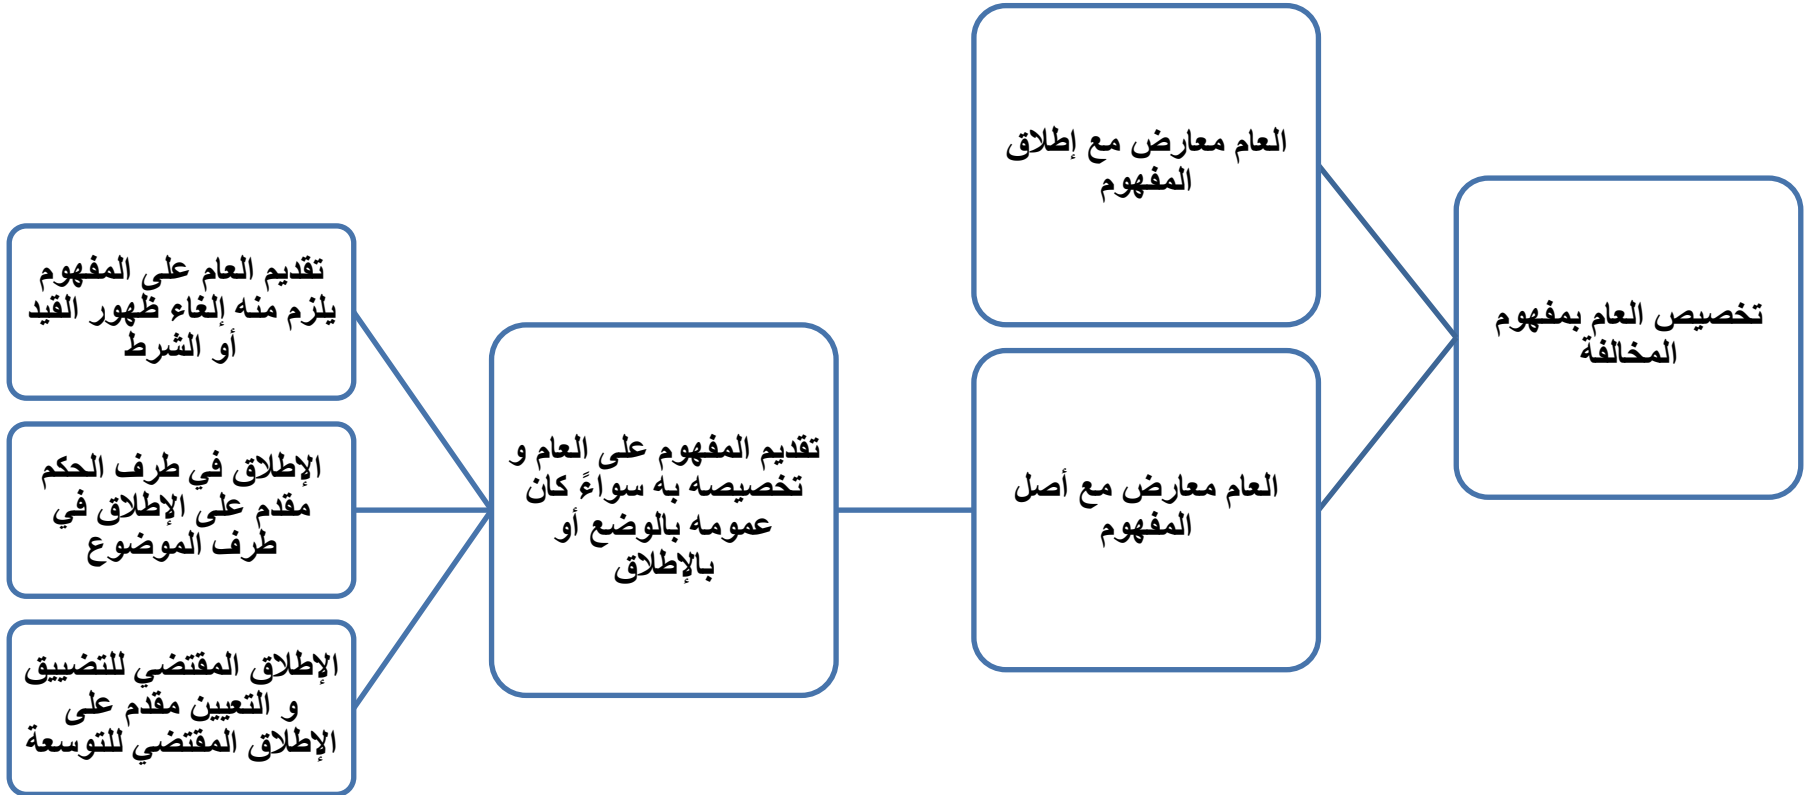 تخصيص العام بمفهوم
المخالفة
العام معارض مع إطلاق
المفهوم
العام معارض مع أصل
المفهوم
تقديم المفهوم على العام و
تخصيصه به سواءً كان
عمومه بالوضع أو
بالإطلاق
تقديم العام على المفهوم
يلزم منه إلغاء ظهور القيد
أو الشرط
الإطلاق في طرف الحكم
مقدم على الإطلاق في
طرف الموضوع
الإطلاق المقتضي للتضييق
و التعيين مقدم على
الإطلاق المقتضي للتوسعة